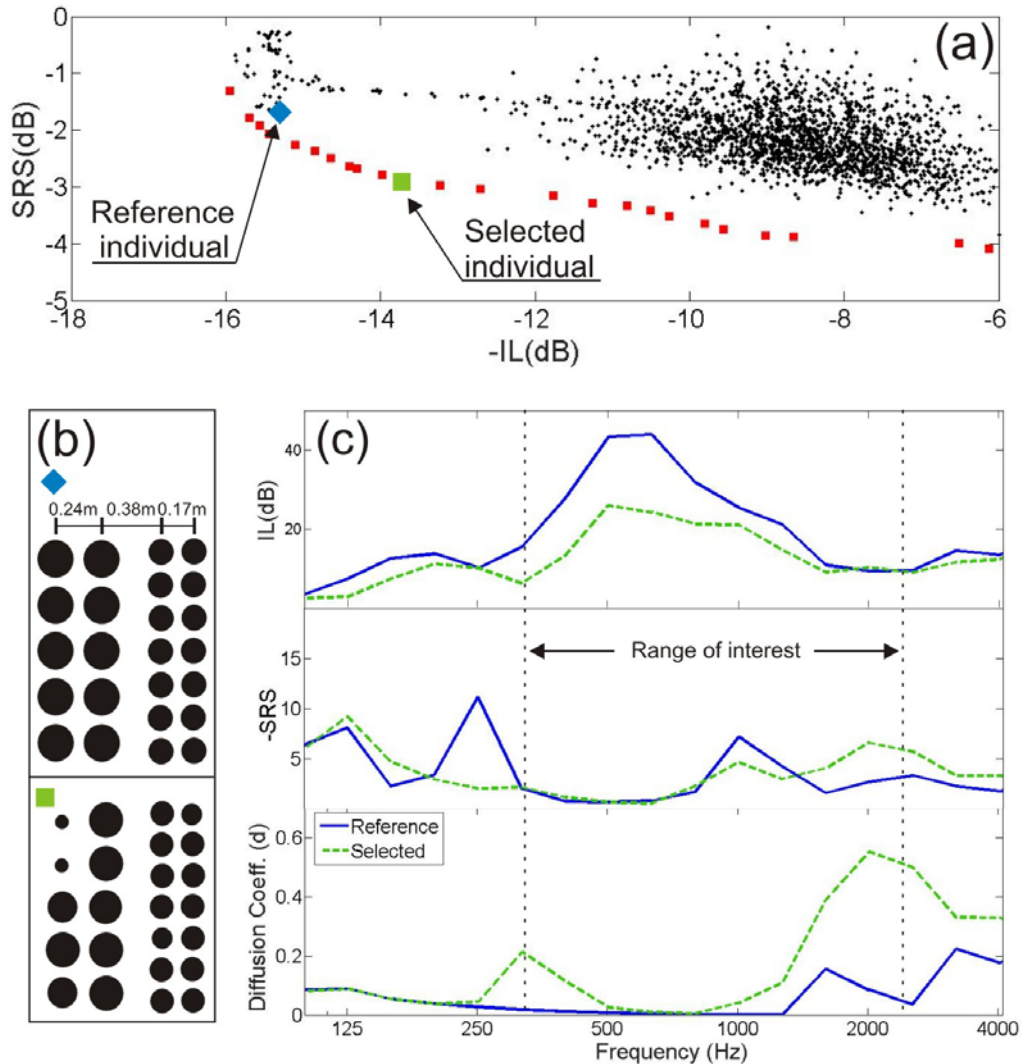 (a)
0
-1
-2
-3
-4
-5
SRS(dB)
Reference
individual
Selected
individual
-18
-16
-14
-12
-10
-8
-6
-IL(dB)
(b)
0.24m
0.38m
0.17m
(c)
40
20
IL(dB)
15
10
5
-SRS
Range of interest
Reference
Selected
0.6
0.4
0.2
0
Diffusion Coeff. (d)
125
250
500
1000
2000
4000
Frequency (Hz)